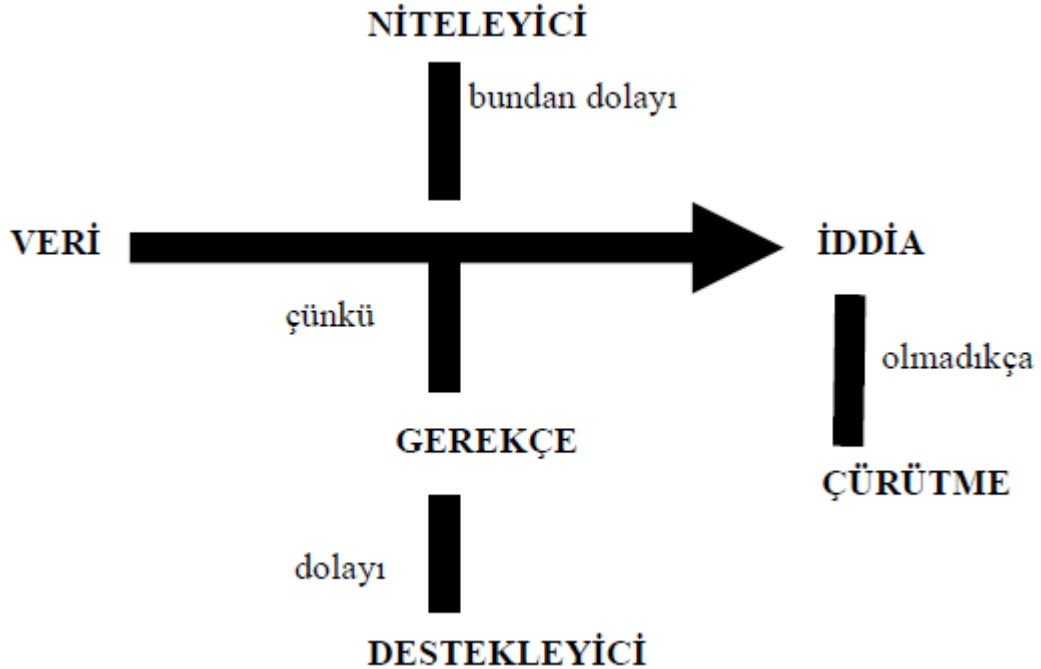 NİTELEYİCİ
bundan dolayı
VERİ
İDDİA
çünkü
olmadıkça
GEREKÇE
ÇÜRÜTME
dolayı
DESTEKLEYİCİ